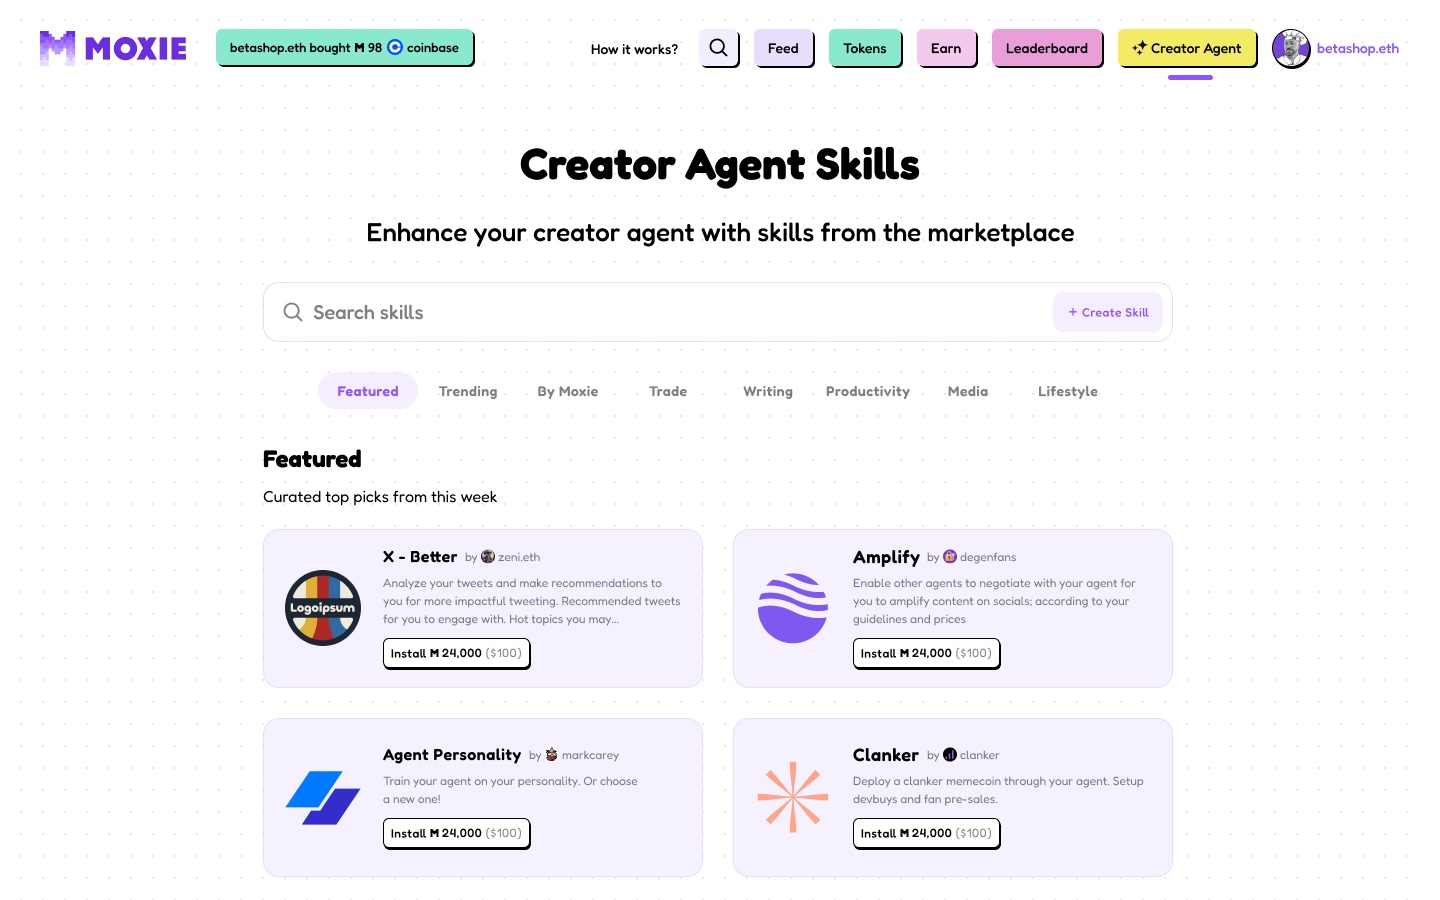 MOXIE
betashop.eth bought M 98 coinbase
How it works?
Feed
Tokens
Earn
Leaderboard
Creator Agent
betashop.eth
Creator Agent Skills
Enhance your creator agent with skills from the marketplace
Search skills
+ Create Skill
Featured
Trending
By Moxie
Trade
Writing
Productivity
Media
Lifestyle
Featured
Curated top picks from this week
X - Better by zeni.eth
Logoipsum
Analyze your tweets and make recommendations to
you for more impactful tweeting. Recommended tweets
for you to engage with. Hot topics you may...
Install M 24,000 ($100)
Amplify by degenfans
Enable other agents to negotiate with your agent for
you to amplify content on socials; according to your
guidelines and prices
Install M 24,000 ($100)
Agent Personality by markcarey
Train your agent on your personality. Or choose
a new one!
Install M 24,000 ($100)
Clanker by clanker
Deploy a clanker memecoin through your agent. Setup
devbuys and fan pre-sales.
Install M 24,000 ($100)